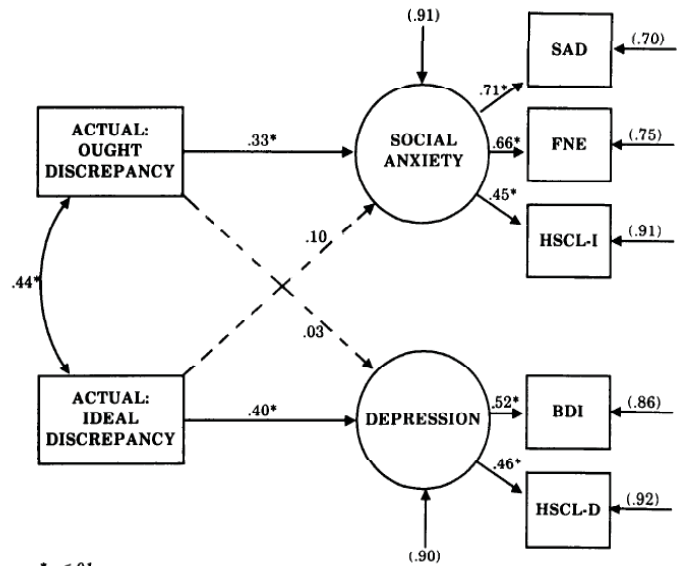 (.91)
SAD
(.70)
.71*
ACTUAL:
OUGHT
DISCREPANCY
.33*
SOCIAL
ANXIETY
.66*
FNE
(.75)
.45*
HSCL-I
(.91)
.10
.44*
.03
ACTUAL:
IDEAL
DISCREPANCY
.40*
DEPRESSION
.52*
BDI
(.86)
.46*
HSCL-D
(.92)
(.90)